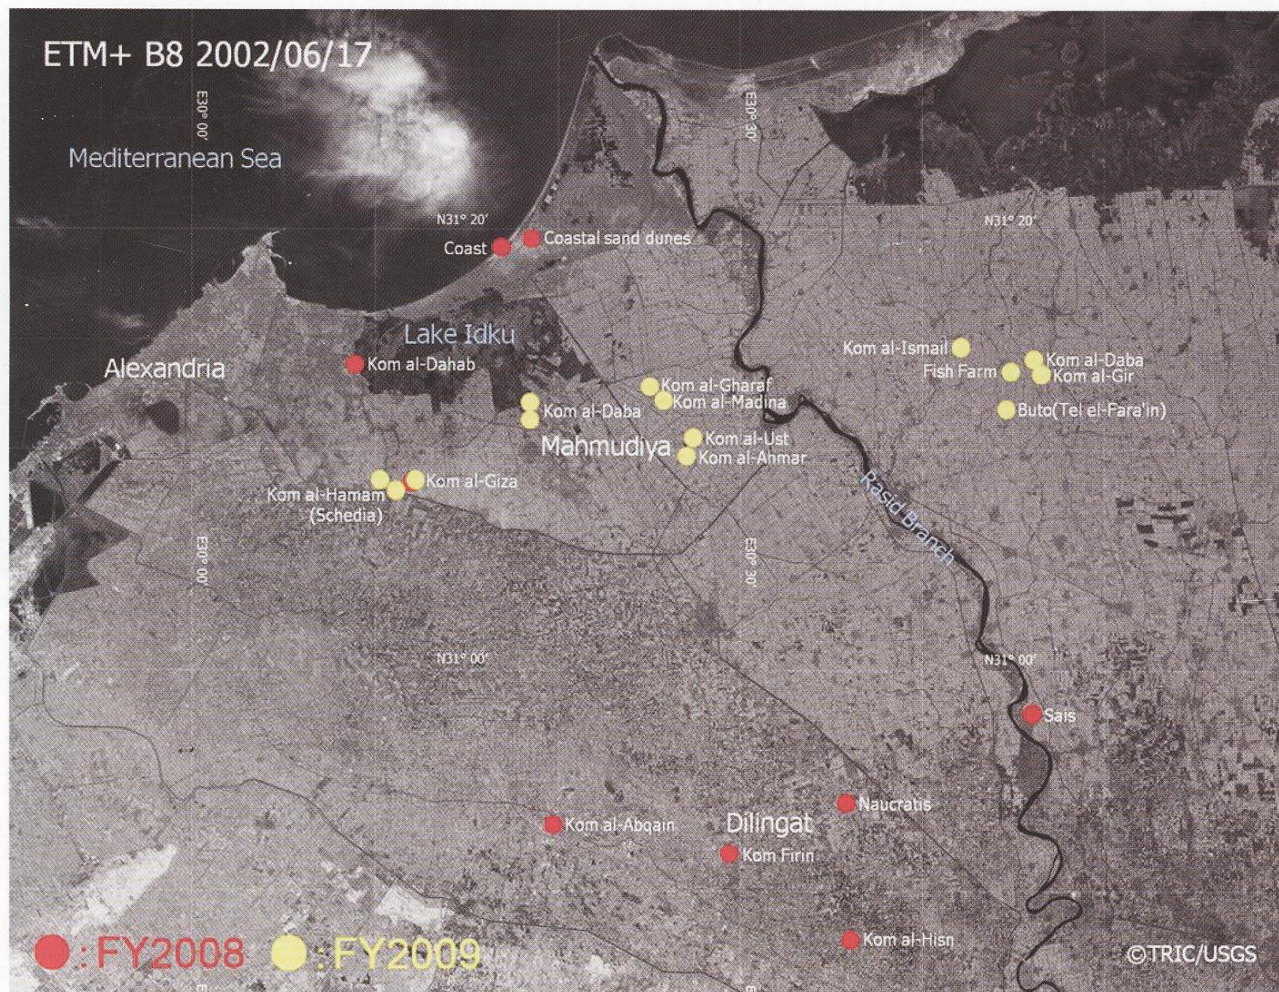 ETM+ B8 2002/06/17
E30° 00'
E30° 30'
Mediterranean Sea
N31° 20'
N31° 20'
Coast
Coastal sand dunes
Lake Idku
Alexandria
Kom al-Dahab
Kom al-Ismail
Kom al-Daba
Fish Farm
Kom al-Gir
Kom al-Gharaf
Kom al-Madina
Kom al-Daba
Buto(Tel el-Fara'in)
Mahmudiya
Kom al-Ust
Kom al-Ahmar
Kom al-Giza
Kom al-Hamam
(Schedia)
Rasid Branch
E30° 00'
E30° 30'
N31° 00'
N31° 00'
Sais
Naucratis
Kom al-Abqain
Dilingat
Kom Firin
Kom al-Hisn
: FY2008
: FY2009
©TRIC/USGS
E
E